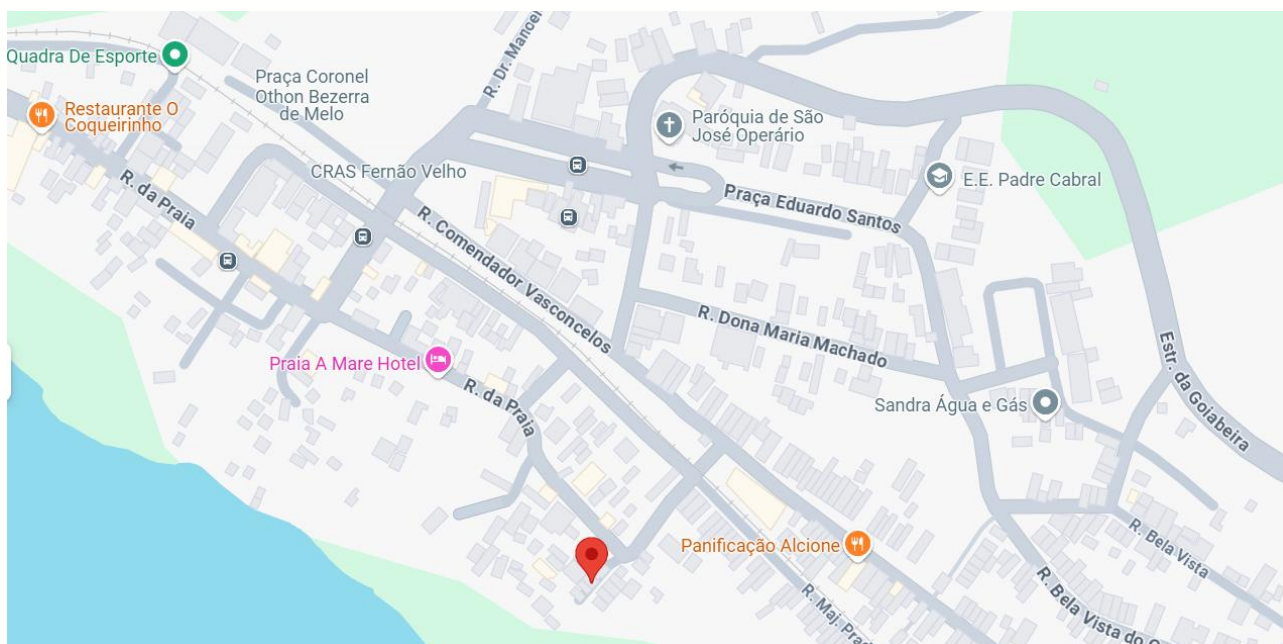 R. Dr. Mancel
Quadra De Esporte
Praça Coronel
Othon Bezerra
de Melo
Restaurante O
Coqueirinho
Paróquia de São
José Operário
CRAS Fernão Velho
E.E. Padre Cabral
R. da Praia
Praça Eduardo Santos
R. Comendador Vasconcelos
R. Dona Maria Machado
Praia A Mare Hotel
R. da Praia
Estr. da Goiabeira
Sandra Água e Gás
Panificação Alcione
R. Bela Vista
R. Maj. Prad
R. Bela Vista do